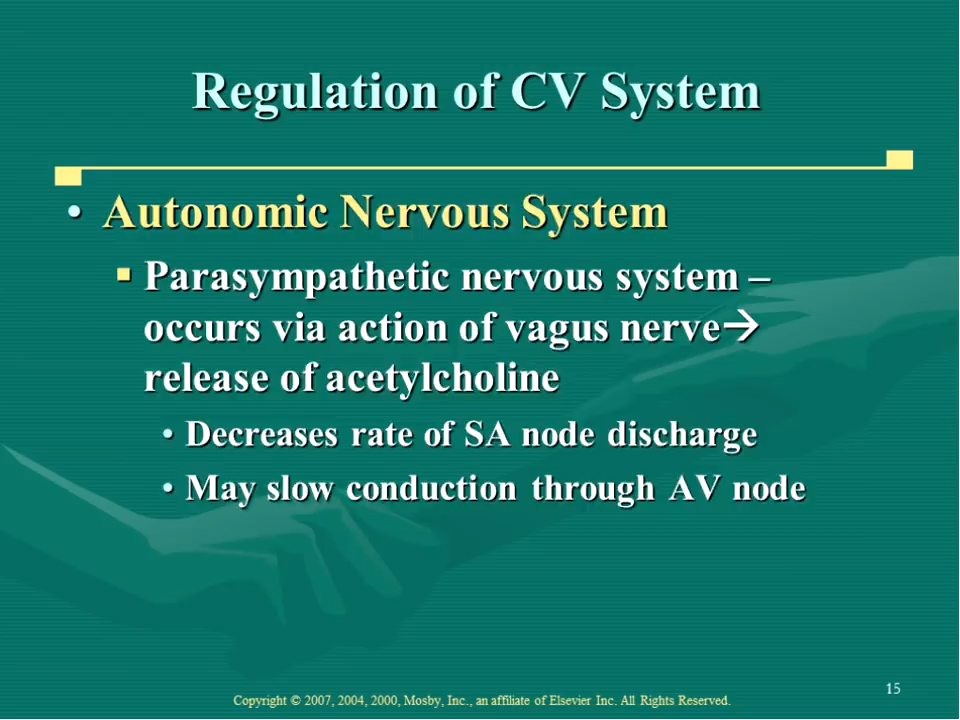 Regulation of CV System
• Autonomic Nervous System
▪ Parasympathetic nervous system –
occurs via action of vagus nerve→
release of acetylcholine
• Decreases rate of SA node discharge
• May slow conduction through AV node
15
Copyright © 2007, 2004, 2000, Mosby, Inc., an affiliate of Elsevier Inc. All Rights Reserved.